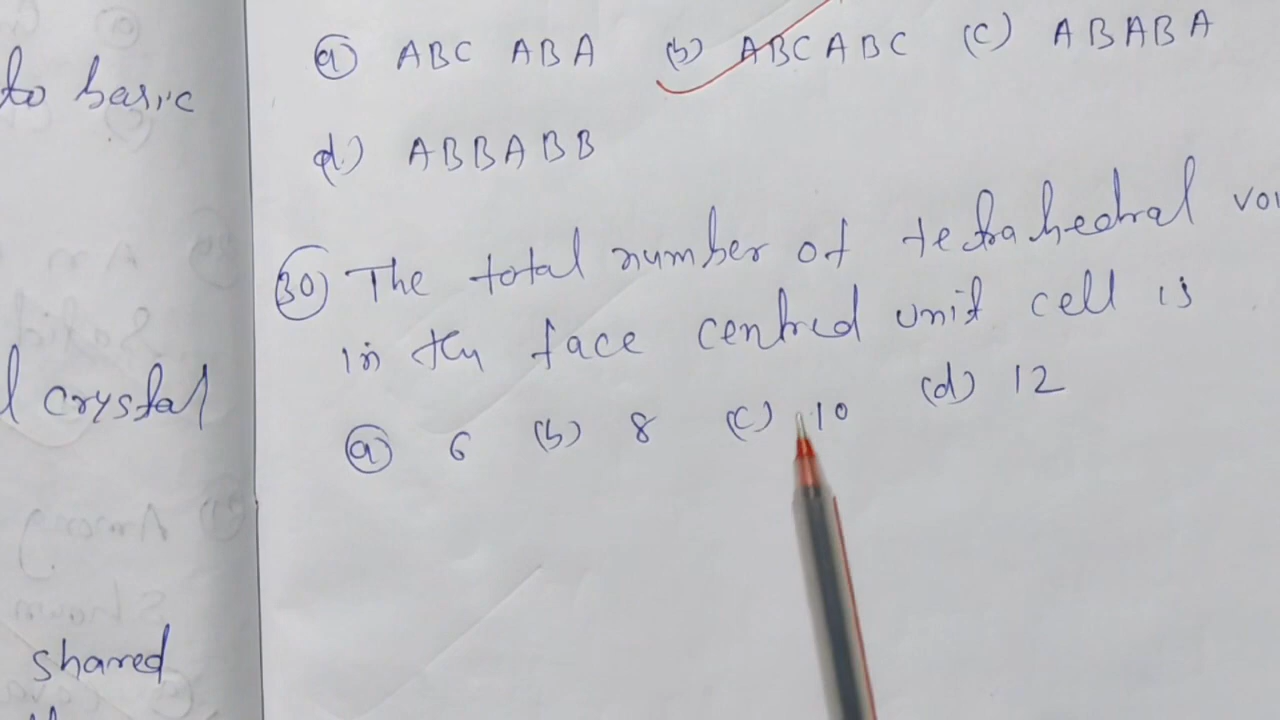 (a) ABC ABA (b) ABCABC (c) ABABA
to basic
d) ABBABB
(30) The total number of tetrahedral voi
in the face centred unit cell is
l crystal
(a) 6 (b) 8 (c) 10 (d) 12
shared